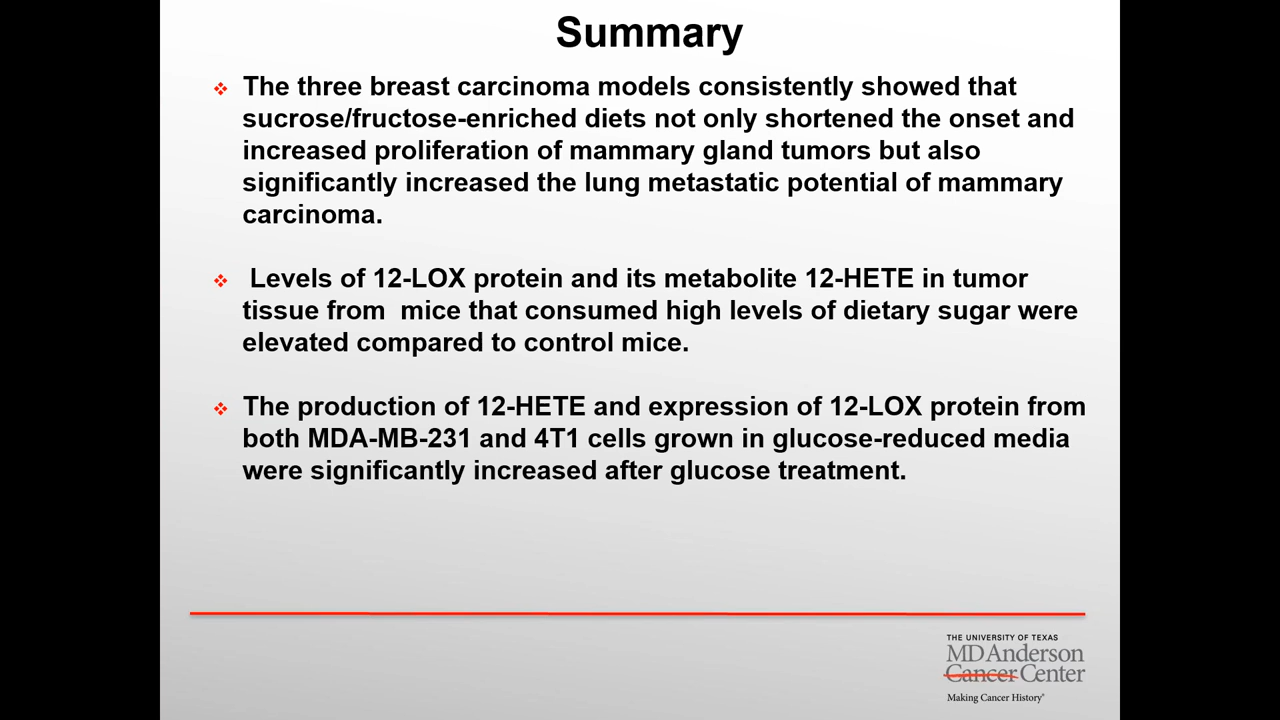 Summary
❖ The three breast carcinoma models consistently showed that
sucrose/fructose-enriched diets not only shortened the onset and
increased proliferation of mammary gland tumors but also
significantly increased the lung metastatic potential of mammary
carcinoma.
❖ Levels of 12-LOX protein and its metabolite 12-HETE in tumor
tissue from  mice that consumed high levels of dietary sugar were
elevated compared to control mice.
❖ The production of 12-HETE and expression of 12-LOX protein from
both MDA-MB-231 and 4T1 cells grown in glucose-reduced media
were significantly increased after glucose treatment.
THE UNIVERSITY OF TEXAS
MD Anderson
Cancer Center
Making Cancer History®